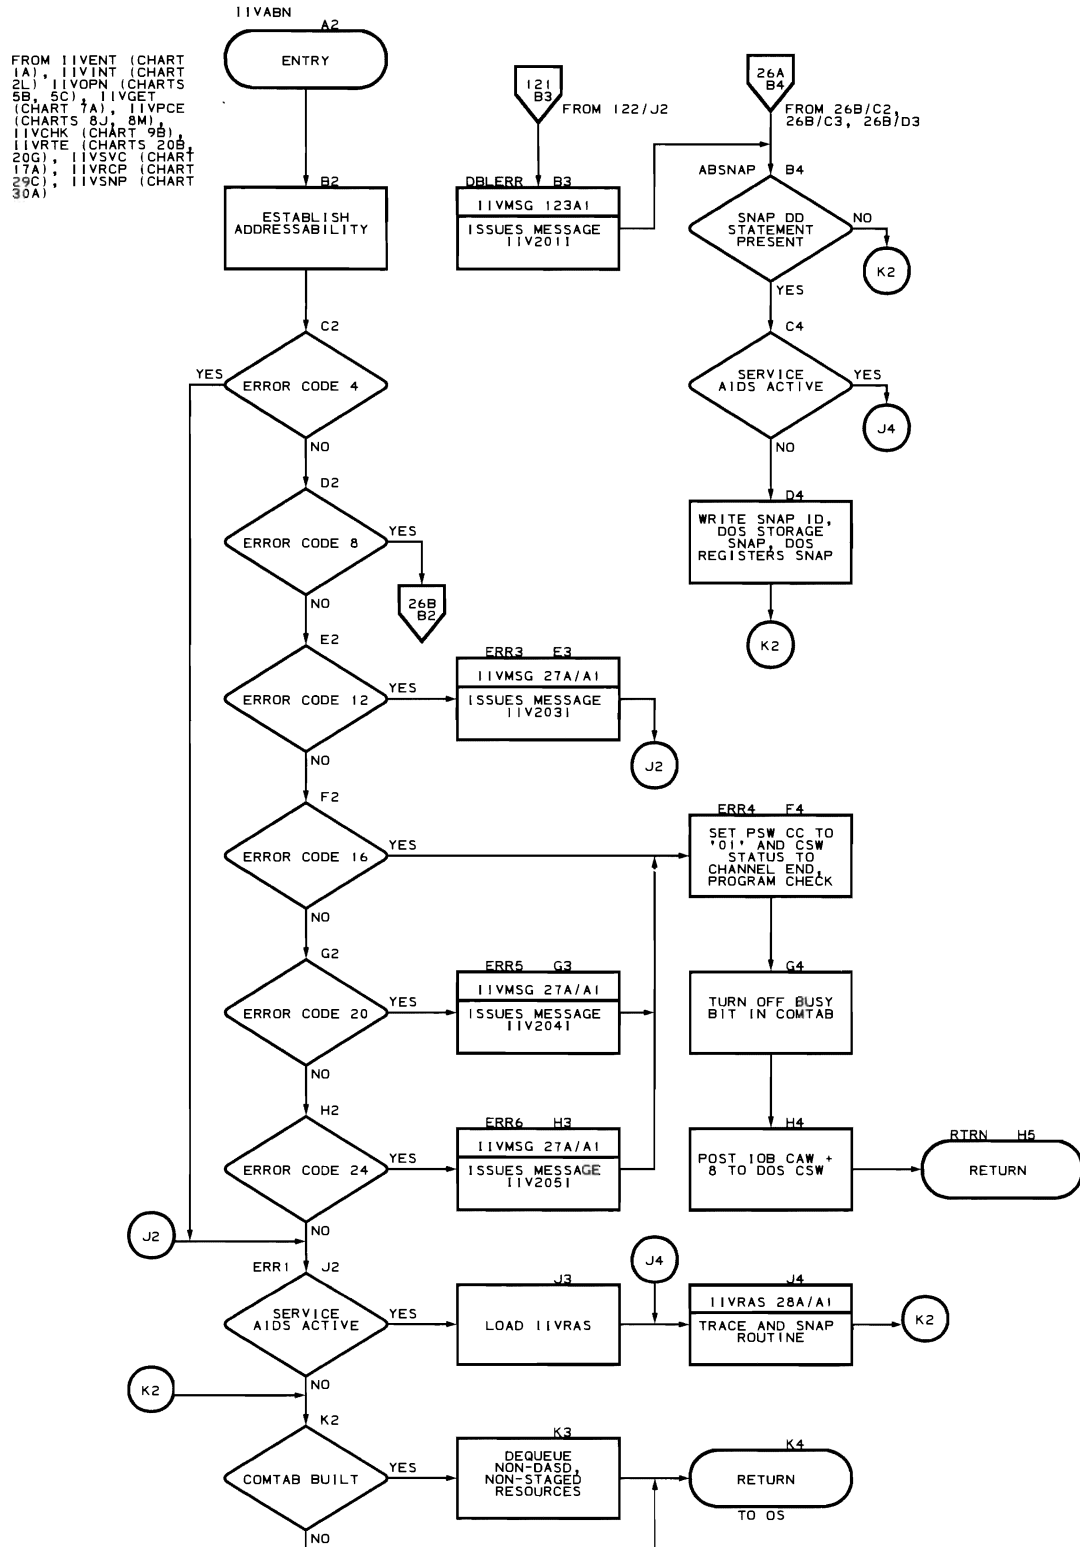 IIVABN
A2
ENTRY
FROM IIVENT (CHART
1A), IIVINT (CHART
2L) IIVOPN (CHARTS
5B, 5C), IIVGET
(CHART 7A), IIVPCE
(CHARTS 8J, 8M),
IIVCHK (CHART 9B),
IIVRTE (CHARTS 20B,
20G), IIVSVC (CHART
17A), IIVRCP (CHART
29C), IIVSNP (CHART
30A)
121
B3
FROM 122/J2
26A
B4
FROM 26B/C2,
26B/C3, 26B/D3
B2
ESTABLISH
ADDRESSABILITY
DBLERR B3
IIVMSG 123A1
ISSUES MESSAGE
IIV201I
ABSNAP B4
SNAP DD
STATEMENT
PRESENT
NO
K2
YES
C2
YES
ERROR CODE 4
NO
C4
SERVICE
AIDS ACTIVE
YES
J4
NO
D2
ERROR CODE 8
YES
26B
B2
NO
D4
WRITE SNAP ID,
DOS STORAGE
SNAP, DOS
REGISTERS SNAP
K2
E2
ERROR CODE 12
YES
NO
ERR3 E3
IIVMSG 27A/A1
ISSUES MESSAGE
IIV203I
J2
F2
ERROR CODE 16
YES
NO
ERR4 F4
SET PSW CC TO
'01' AND CSW
STATUS TO
CHANNEL END,
PROGRAM CHECK
G2
ERROR CODE 20
YES
NO
ERR5 G3
IIVMSG 27A/A1
ISSUES MESSAGE
IIV204I
G4
TURN OFF BUSY
BIT IN COMTAB
H2
ERROR CODE 24
YES
NO
ERR6 H3
IIVMSG 27A/A1
ISSUES MESSAGE
IIV205I
H4
POST IOB CAW +
8 TO DOS CSW
RTRN H5
RETURN
J2
ERR1 J2
SERVICE
AIDS ACTIVE
YES
NO
J3
LOAD IIVRAS
J4
J4
IIVRAS 28A/A1
TRACE AND SNAP
ROUTINE
K2
K2
K2
COMTAB BUILT
YES
NO
K3
DEQUEUE
NON-DASD,
NON-STAGED
RESOURCES
K4
RETURN
TO OS